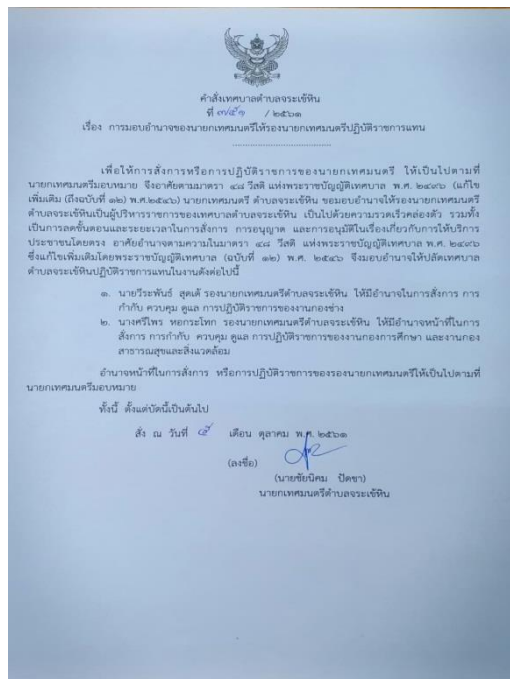 คำสั่งเทศบาลตำบลจระเข้หิน
ที่ ๓๕๑ / ๒๕๖๑
เรื่อง การมอบอำนาจของนายกเทศมนตรีให้รองนายกเทศมนตรีปฏิบัติราชการแทน
เพื่อให้การสั่งการหรือการปฏิบัติราชการของนายกเทศมนตรี ให้เป็นไปตามที่
นายกเทศมนตรีมอบหมาย จึงอาศัยตามมาตรา ๔๘ วีสติ แห่งพระราชบัญญัติเทศบาล พ.ศ. ๒๔๙๖ (แก้ไข
เพิ่มเติม (ถึงฉบับที่ ๑๒) พ.ศ.๒๕๔๖) นายกเทศมนตรี ตำบลจระเข้หิน ขอมอบอำนาจให้รองนายกเทศมนตรี
ตำบลจระเข้หินเป็นผู้บริหารราชการของเทศบาลตำบลจระเข้หิน เป็นไปด้วยความรวดเร็วคล่องตัว รวมทั้ง
เป็นการลดขั้นตอนและระยะเวลาในการสั่งการ การอนุญาต และการอนุมัติในเรื่องเกี่ยวกับการให้บริการ
ประชาชนโดยตรง อาศัยอำนาจตามความในมาตรา ๔๘ วีสติ แห่งพระราชบัญญัติเทศบาล พ.ศ. ๒๔๙๖
ซึ่งแก้ไขเพิ่มเติมโดยพระราชบัญญัติเทศบาล (ฉบับที่ ๑๒) พ.ศ. ๒๕๔๖ จึงมอบอำนาจให้ปลัดเทศบาล
ตำบลจระเข้หินปฏิบัติราชการแทนในงานดังต่อไปนี้
๑. นายวีระพันธ์ สุดเต้ รองนายกเทศมนตรีตำบลจระเข้หิน ให้มีอำนาจในการสั่งการ การ
กำกับ ควบคุม ดูแล การปฏิบัติราชการของงานกองช่าง
๒. นางศรีไพร หอกระโทก รองนายกเทศมนตรีตำบลจระเข้หิน ให้มีอำนาจหน้าที่ในการ
สั่งการ การกำกับ ควบคุม ดูแล การปฏิบัติราชการของงานกองการศึกษา และงานกอง
สาธารณสุขและสิ่งแวดล้อม
อำนาจหน้าที่ในการสั่งการ หรือการปฏิบัติราชการของรองนายกเทศมนตรีให้เป็นไปตามที่
นายกเทศมนตรีมอบหมาย
ทั้งนี้ ตั้งแต่บัดนี้เป็นต้นไป
สั่ง ณ วันที่ ๕ เดือน ตุลาคม พ.ศ. ๒๕๖๑
(ลงชื่อ)
(นายชัยนิคม ปัดชา)
นายกเทศมนตรีตำบลจระเข้หิน